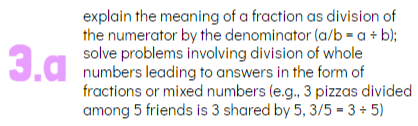 3.a
explain the meaning of a fraction as division of
the numerator by the denominator (a/b = a ÷ b);
solve problems involving division of whole
numbers leading to answers in the form of
fractions or mixed numbers (e.g., 3 pizzas divided
among 5 friends is 3 shared by 5, 3/5 = 3 ÷ 5)